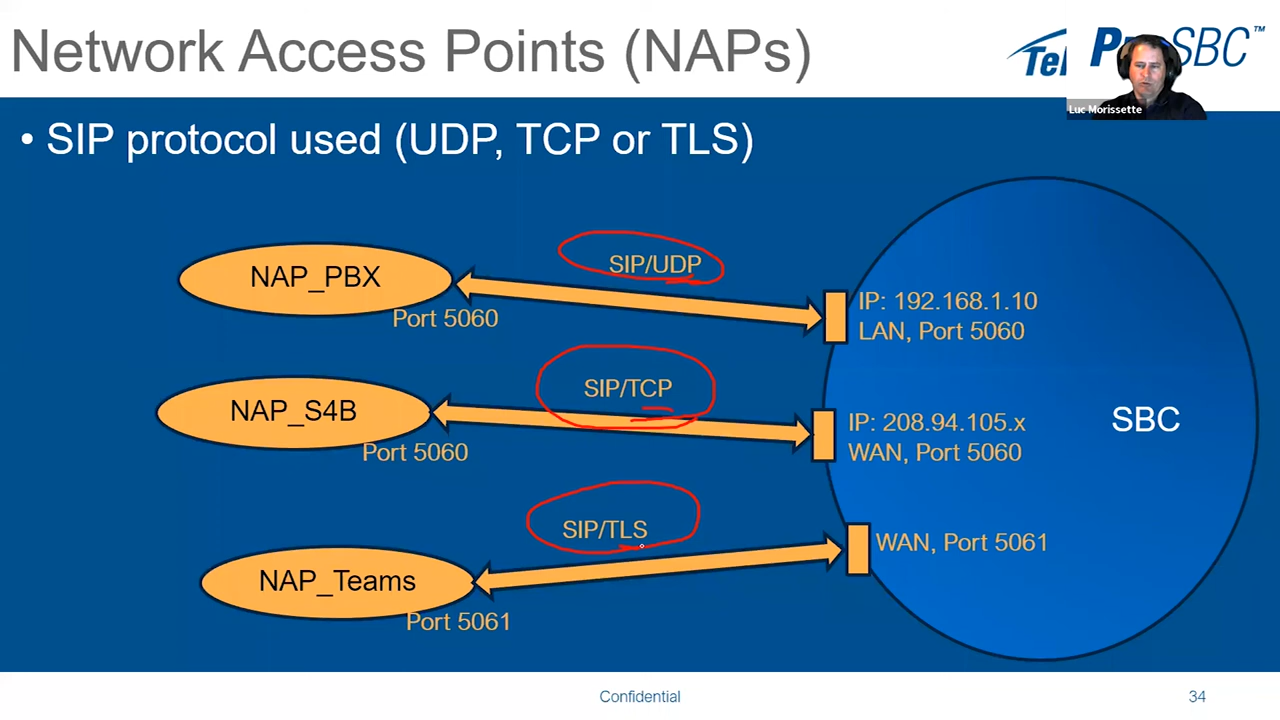 Network Access Points (NAPs)
Tel
SBC™
Luc Morissette
• SIP protocol used (UDP, TCP or TLS)
SIP/UDP
NAP_PBX
Port 5060
IP: 192.168.1.10
LAN, Port 5060
SIP/TCP
NAP_S4B
Port 5060
IP: 208.94.105.x
WAN, Port 5060
SBC
SIP/TLS
WAN, Port 5061
NAP_Teams
Port 5061
Confidential
34